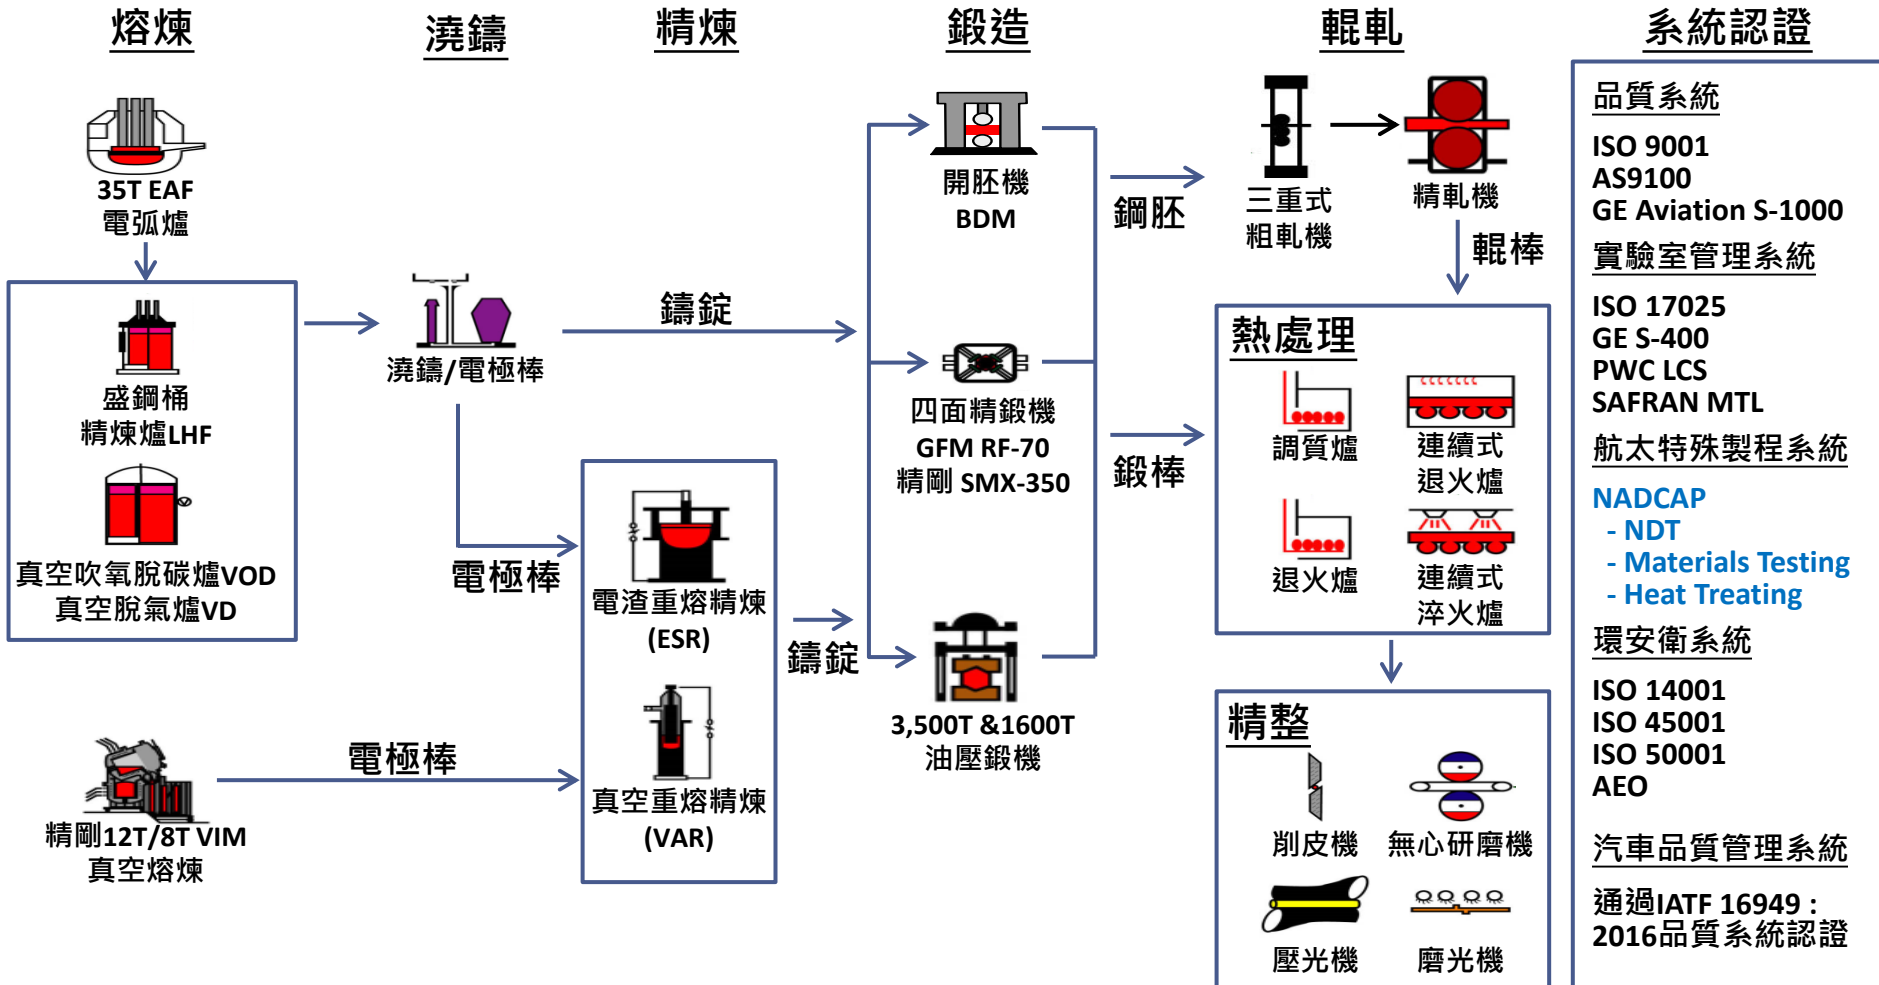 熔煉
澆鑄
精煉
鍛造
輥軋
系統認證
35T EAF
電弧爐
盛鋼桶
精煉爐LHF
真空吹氧脫碳爐VOD
真空脫氣爐VD
精剛12T/8T VIM
真空熔煉
澆鑄/電極棒
鑄錠
電極棒
電極棒
電渣重熔精煉
(ESR)
真空重熔精煉
(VAR)
鑄錠
開胚機
BDM
四面精鍛機
GFM RF-70
精剛 SMX-350
3,500T &1600T
油壓鍛機
鋼胚
鍛棒
三重式
粗軋機
精軋機
輥棒
熱處理
調質爐
連續式
退火爐
退火爐
連續式
淬火爐
精整
削皮機
無心研磨機
壓光機
磨光機
品質系統
ISO 9001
AS9100
GE Aviation S-1000
實驗室管理系統
ISO 17025
GE S-400
PWC LCS
SAFRAN MTL
航太特殊製程系統
NADCAP
- NDT
- Materials Testing
- Heat Treating
環安衛系統
ISO 14001
ISO 45001
ISO 50001
AEO
汽車品質管理系統
通過IATF 16949 :
2016品質系統認證